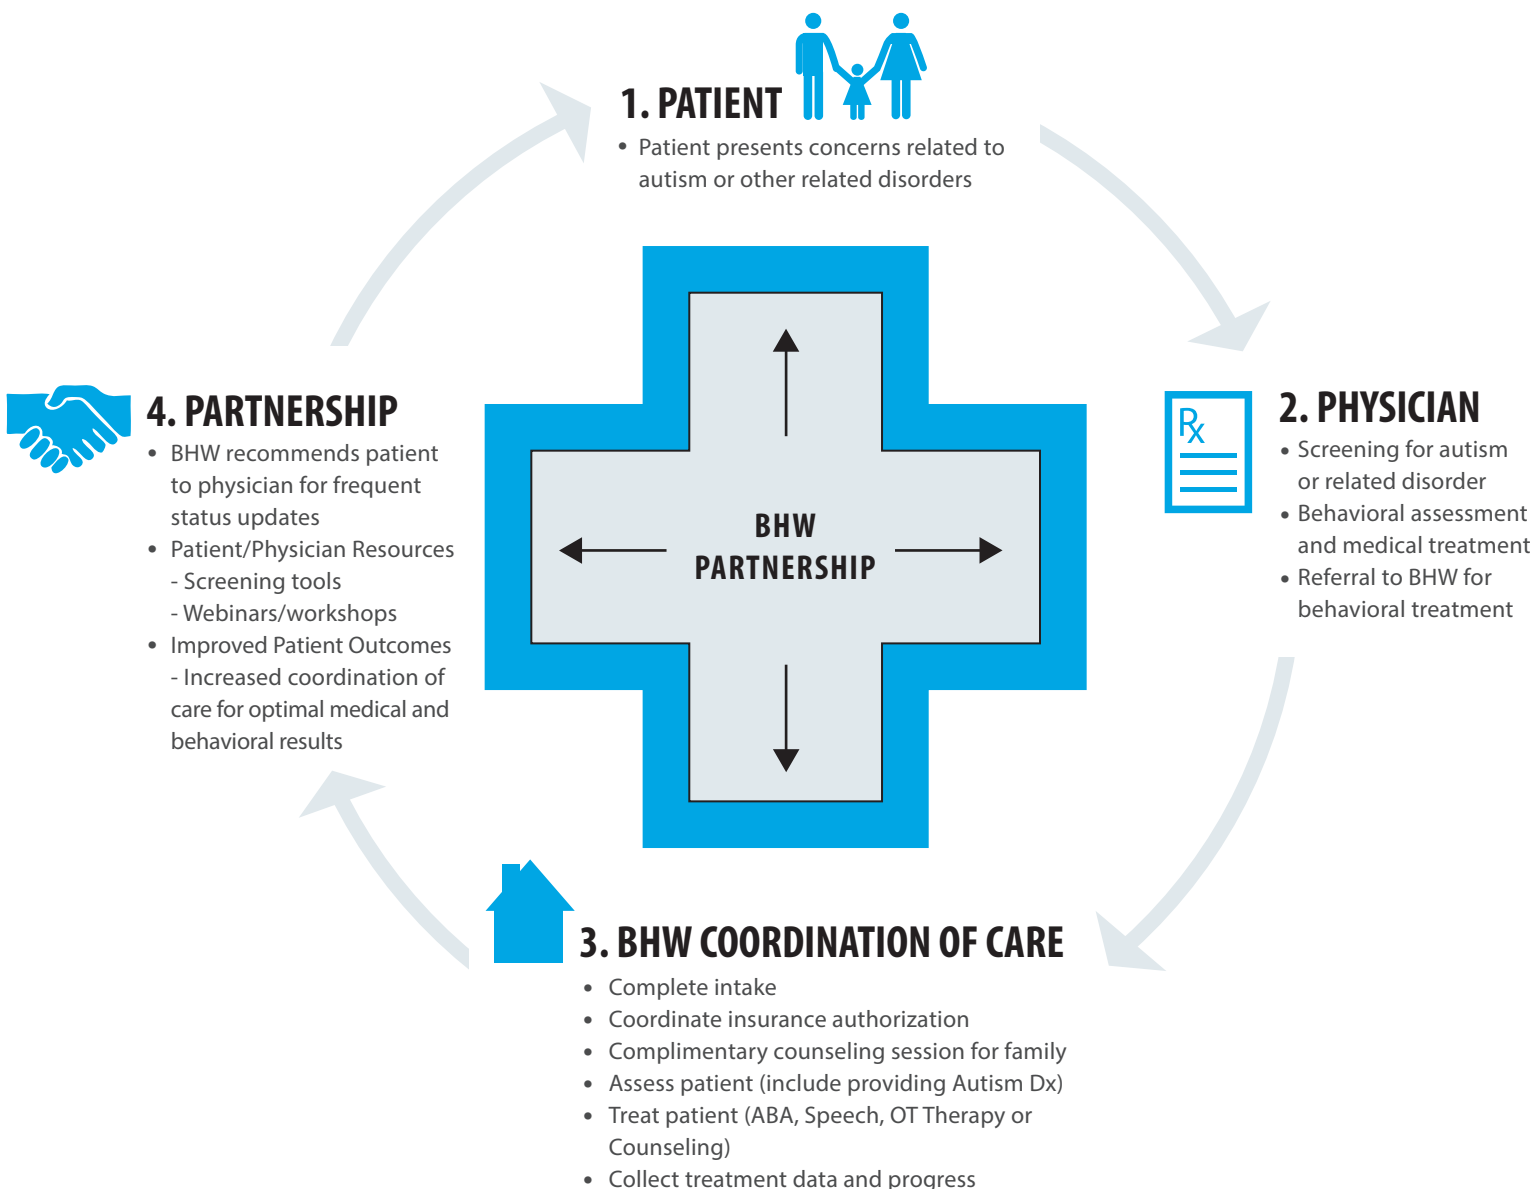 1. PATIENT
• Patient presents concerns related to
autism or other related disorders
2. PHYSICIAN
• Screening for autism
or related disorder
• Behavioral assessment
and medical treatment
• Referral to BHW for
behavioral treatment
Rx
BHW
PARTNERSHIP
3. BHW COORDINATION OF CARE
• Complete intake
• Coordinate insurance authorization
• Complimentary counseling session for family
• Assess patient (include providing Autism Dx)
• Treat patient (ABA, Speech, OT Therapy or
Counseling)
• Collect treatment data and progress
4. PARTNERSHIP
• BHW recommends patient
to physician for frequent
status updates
• Patient/Physician Resources
- Screening tools
- Webinars/workshops
• Improved Patient Outcomes
- Increased coordination of
care for optimal medical and
behavioral results